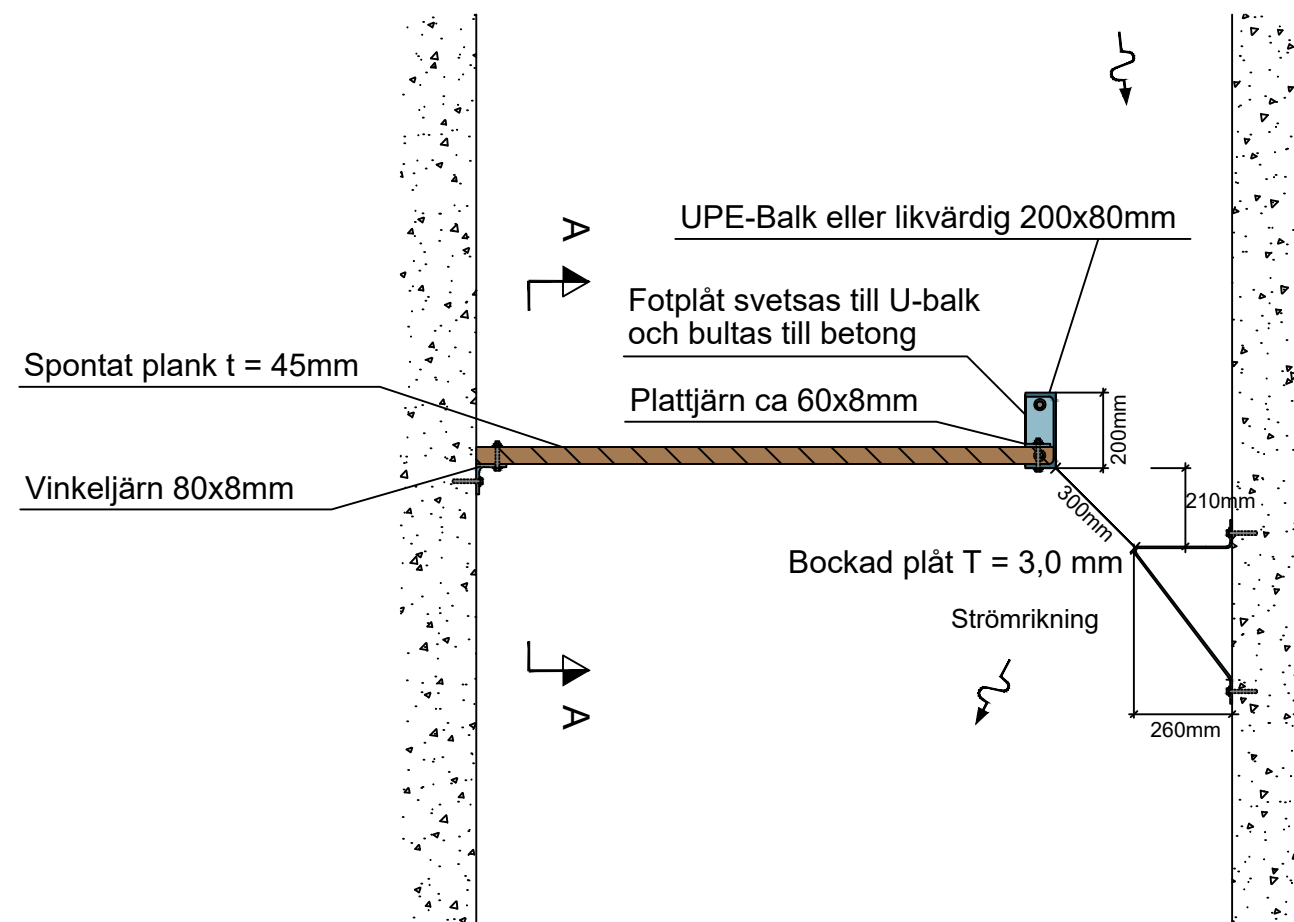 A
UPE-Balk eller likvärdig 200x80mm
Fotplåt svetsas till U-balk
och bultas till betong
Spontat plank t = 45mm
Plattjärn ca 60x8mm
200mm
Vinkeljärn 80x8mm
300mm
210mm
Bockad plåt T = 3,0 mm
Strömrikning
A
260mm